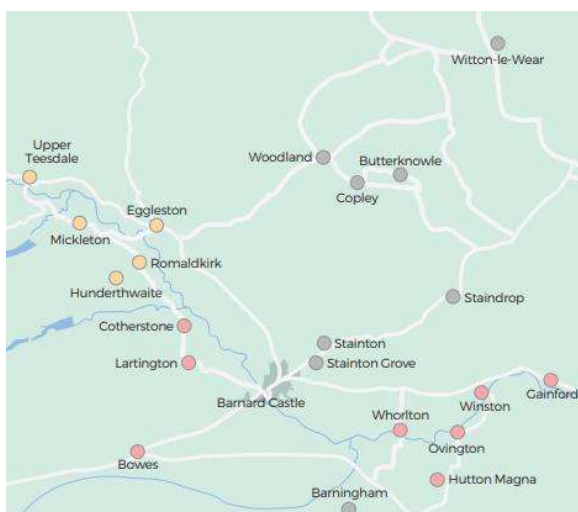 Witton-le-Wear
Upper
Teesdale
Woodland
Butterknowle
Copley
Eggleston
Mickleton
Romaldkirk
Hunderthwaite
Staindrop
Cotherstone
Stainton
Lartington
Stainton Grove
Gainford
Barnard Castle
Winston
Whorlton
Ovington
Bowes
Hutton Magna
Barningham